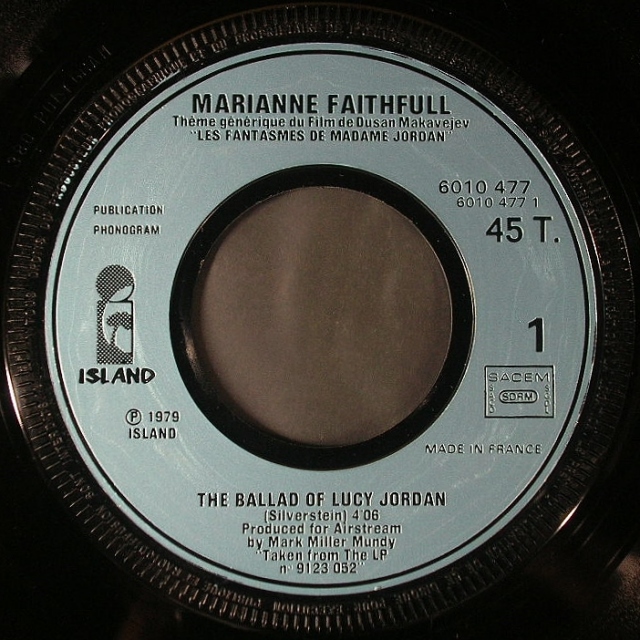 MARIANNE FAITHFULL
Thème générique du Film de Dusan Makavejev
"LES FANTASMES DE MADAME JORDAN"
6010 477
6010 477 1
45 T.
PUBLICATION
PHONOGRAM
ISLAND
1
SACEM
SDRM
℗ 1979
ISLAND
MADE IN FRANCE
THE BALLAD OF LUCY JORDAN
(Silverstein) 4'06
Produced for Airstream
by Mark Miller Mundy
"Taken from The LP
n° 9123 052"